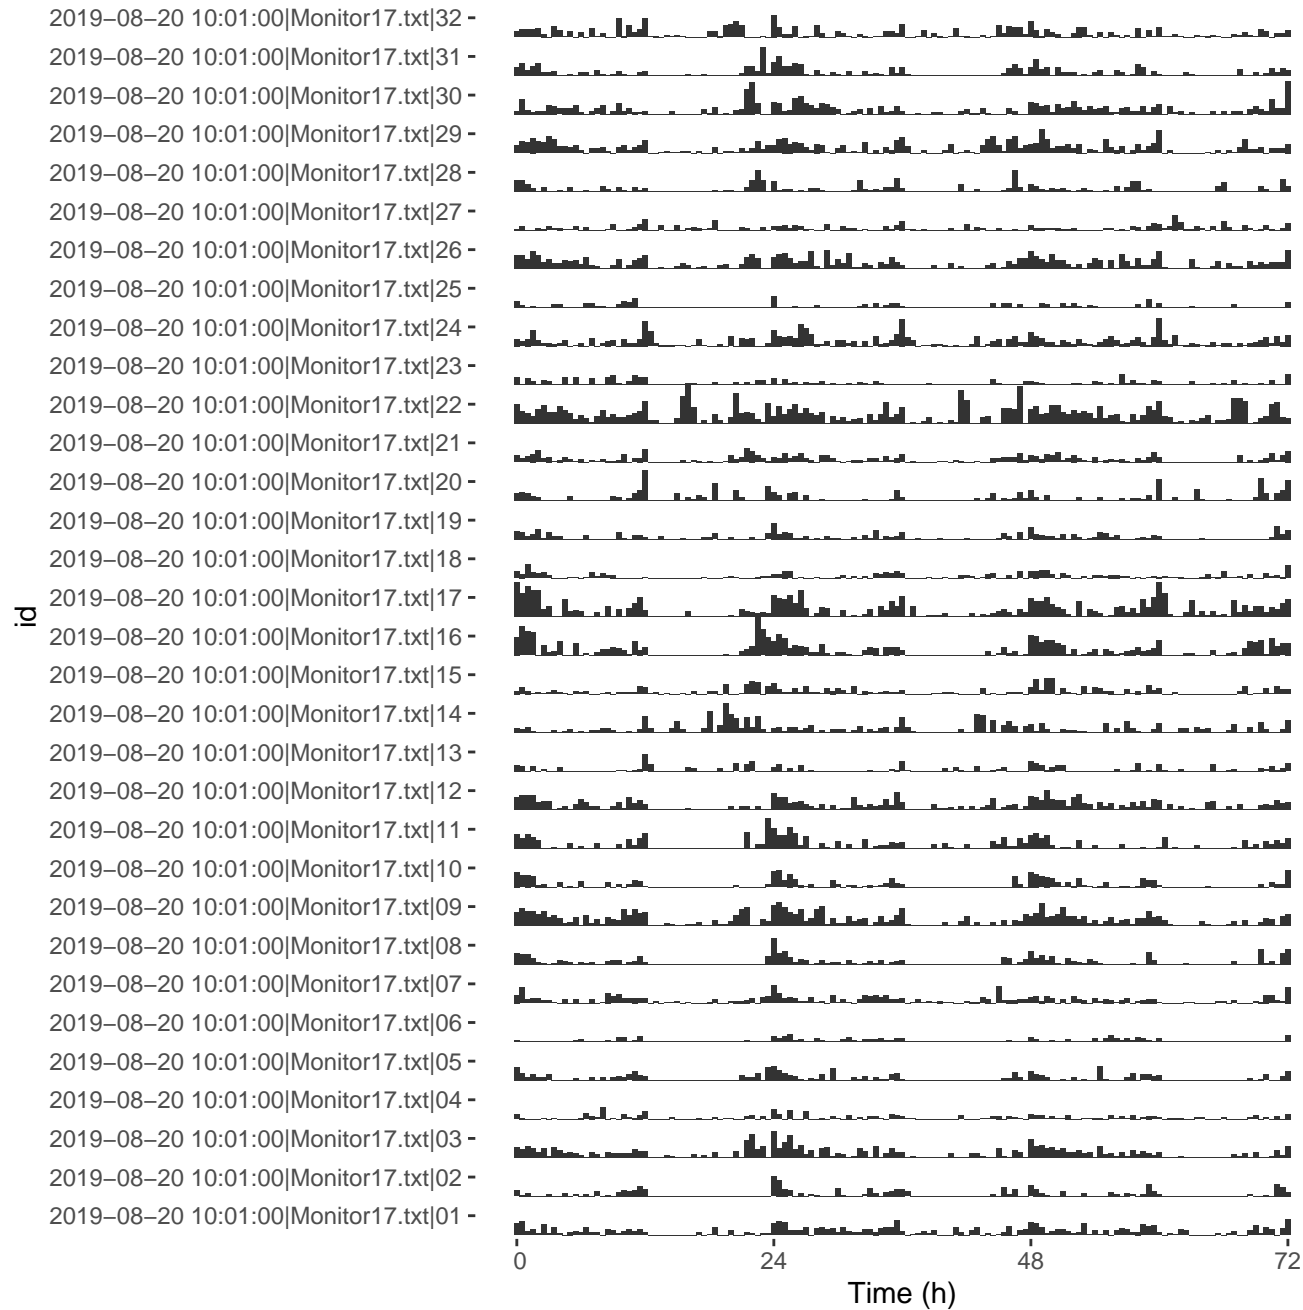 2019−08−20 10:01:00|Monitor17.txt|32
2019−08−20 10:01:00|Monitor17.txt|31
2019−08−20 10:01:00|Monitor17.txt|30
2019−08−20 10:01:00|Monitor17.txt|29
2019−08−20 10:01:00|Monitor17.txt|28
2019−08−20 10:01:00|Monitor17.txt|27
2019−08−20 10:01:00|Monitor17.txt|26
2019−08−20 10:01:00|Monitor17.txt|25
2019−08−20 10:01:00|Monitor17.txt|24
2019−08−20 10:01:00|Monitor17.txt|23
2019−08−20 10:01:00|Monitor17.txt|22
2019−08−20 10:01:00|Monitor17.txt|21
2019−08−20 10:01:00|Monitor17.txt|20
2019−08−20 10:01:00|Monitor17.txt|19
2019−08−20 10:01:00|Monitor17.txt|18
2019−08−20 10:01:00|Monitor17.txt|17
2019−08−20 10:01:00|Monitor17.txt|16
2019−08−20 10:01:00|Monitor17.txt|15
2019−08−20 10:01:00|Monitor17.txt|14
2019−08−20 10:01:00|Monitor17.txt|13
2019−08−20 10:01:00|Monitor17.txt|12
2019−08−20 10:01:00|Monitor17.txt|11
2019−08−20 10:01:00|Monitor17.txt|10
2019−08−20 10:01:00|Monitor17.txt|09
2019−08−20 10:01:00|Monitor17.txt|08
2019−08−20 10:01:00|Monitor17.txt|07
2019−08−20 10:01:00|Monitor17.txt|06
2019−08−20 10:01:00|Monitor17.txt|05
2019−08−20 10:01:00|Monitor17.txt|04
2019−08−20 10:01:00|Monitor17.txt|03
2019−08−20 10:01:00|Monitor17.txt|02
2019−08−20 10:01:00|Monitor17.txt|01
id
0 24 48 72
Time (h)